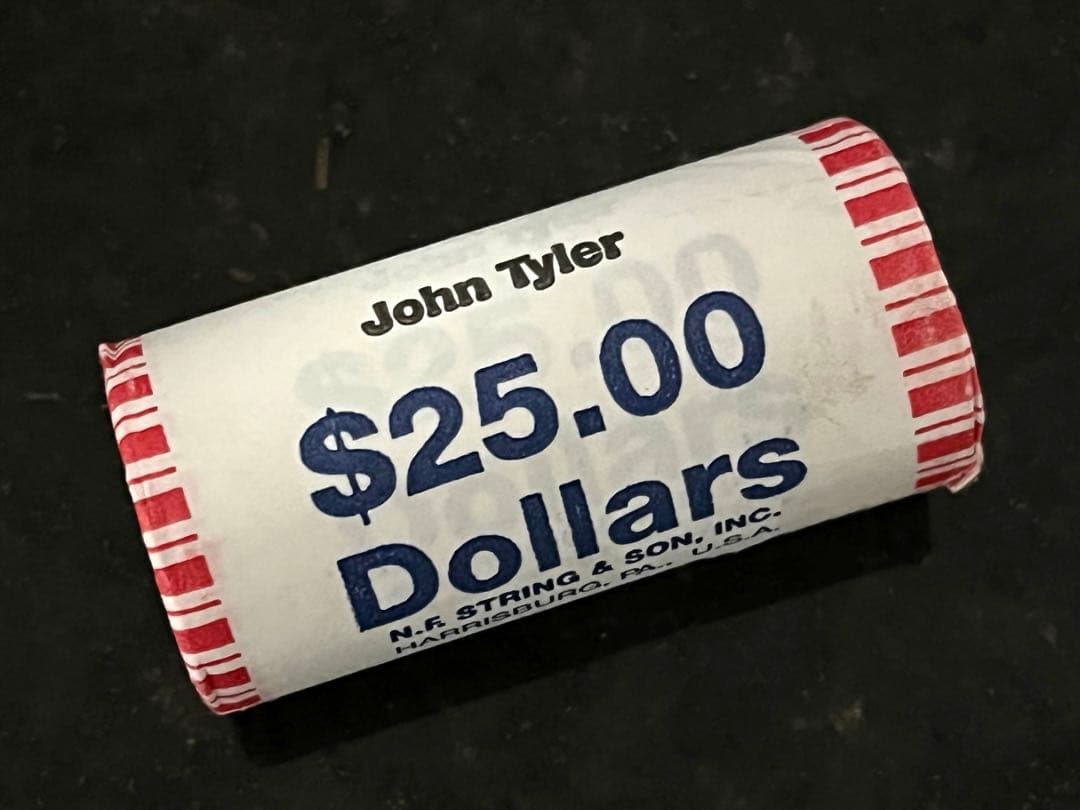 John Tyler
$25.00
Dollars
N.F. STRING & SON, INC.
HARRISBURG, PA., U.S.A.